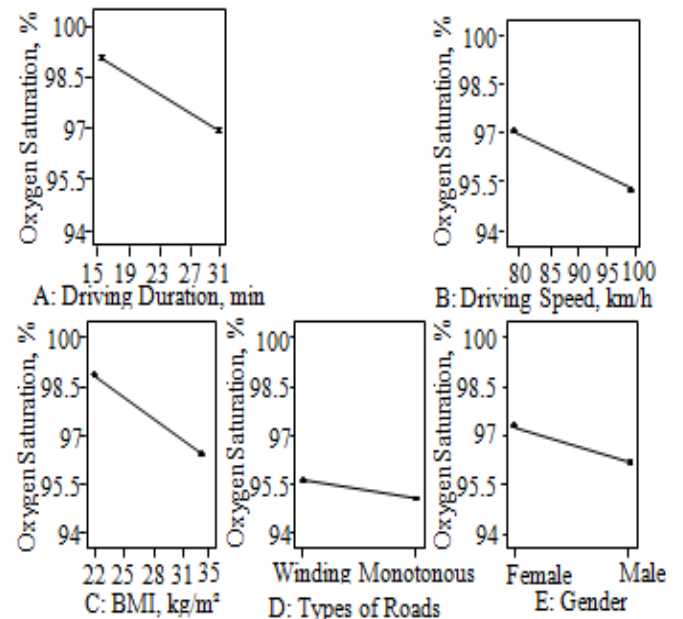 Oxygen Saturation, %
100
98.5
97
95.5
94
15 19 23 27 31
A: Driving Duration, min
Oxygen Saturation, %
100
98.5
97
95.5
94
80 85 90 95 100
B: Driving Speed, km/h
Oxygen Saturation, %
100
98.5
97
95.5
94
22 25 28 31 35
C: BMI, kg/m²
Oxygen Saturation, %
100
98.5
97
95.5
94
Winding Monotonous
D: Types of Roads
Oxygen Saturation, %
100
98.5
97
95.5
94
Female Male
E: Gender